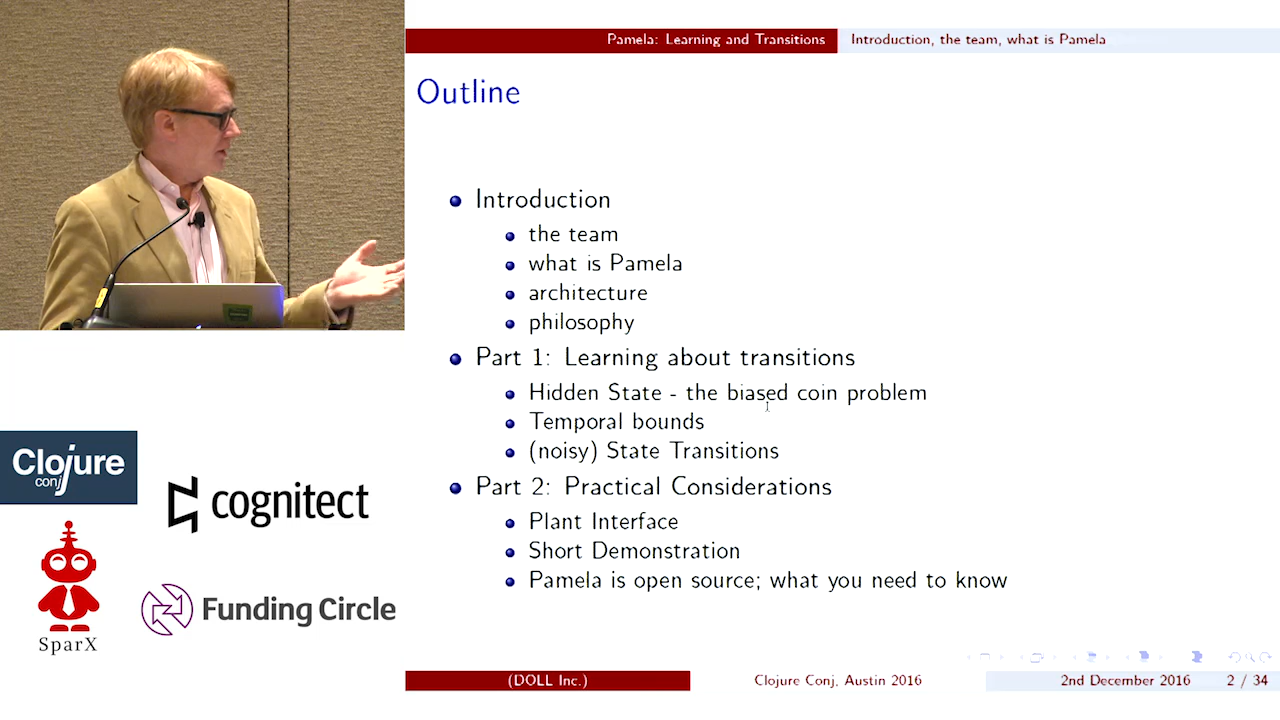 Pamela: Learning and Transitions
Introduction, the team, what is Pamela
Outline
Introduction
the team
what is Pamela
architecture
philosophy
Part 1: Learning about transitions
Hidden State - the biased coin problem
Temporal bounds
(noisy) State Transitions
Part 2: Practical Considerations
Plant Interface
Short Demonstration
Pamela is open source; what you need to know
Clojure
conj
cognitect
SparX
Funding Circle
(DOLL Inc.)
Clojure Conj, Austin 2016
2nd December 2016
2 / 34